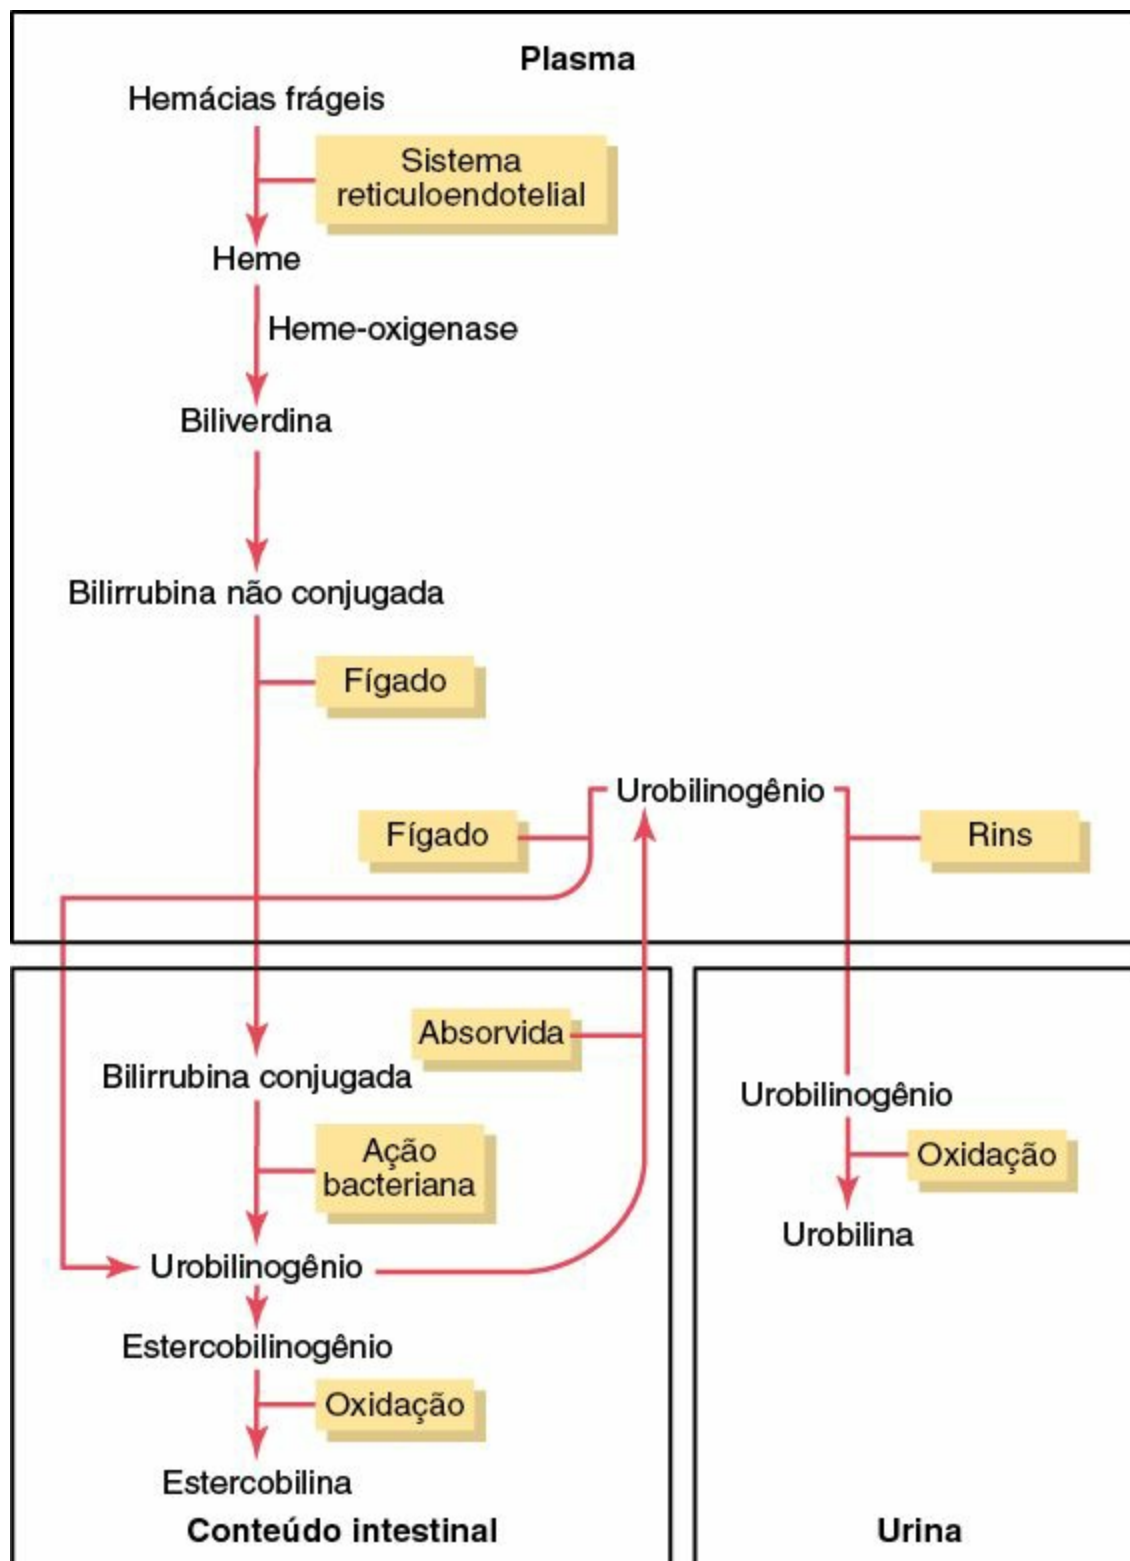 Plasma
Hemácias frágeis
Sistema
reticuloendotelial
Heme
Heme-oxigenase
Biliverdina
Bilirrubina não conjugada
Fígado
Urobilinogênio
Fígado
Rins
Absorvida
Bilirrubina conjugada
Ação
bacteriana
Urobilinogênio
Estercobilinogênio
Oxidação
Estercobilina
Conteúdo intestinal
Urobilinogênio
Oxidação
Urobilina
Urina